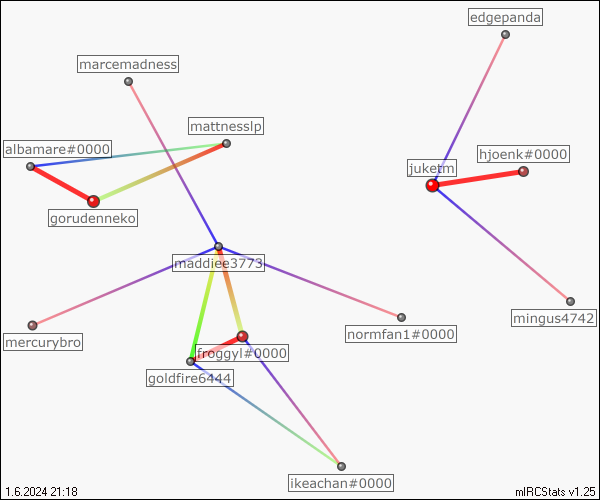 edgepanda
marcemadness
mattnesslp
albamare#0000
hjoenk#0000
juketm
gorudenneko
maddiee3773
mingus4742
normfan1#0000
mercurybro
froggyl#0000
goldfire6444
ikeachan#0000
1.6.2024 21:18
mIRCStats v1.25